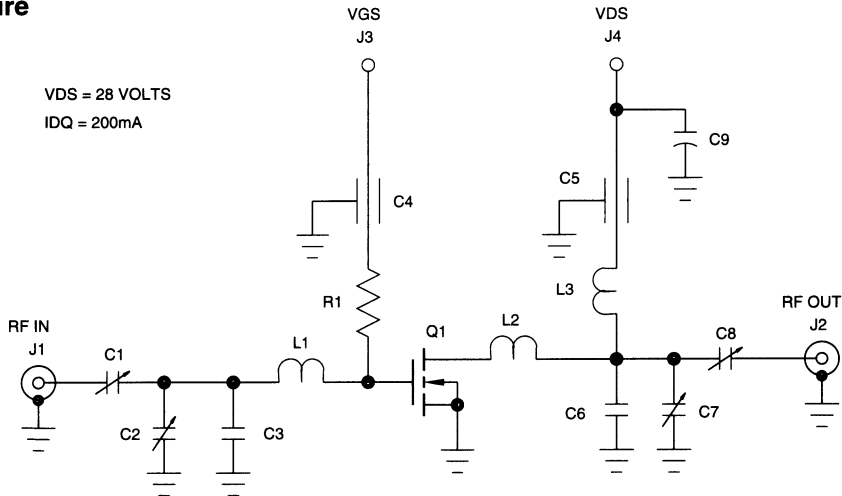 ire
VGS
J3
VDS
J4
VDS = 28 VOLTS
IDQ = 200mA
C9
C4
C5
R1
L3
RF IN
J1
C1
L1
Q1
L2
C8
RF OUT
J2
C2
C3
C6
C7